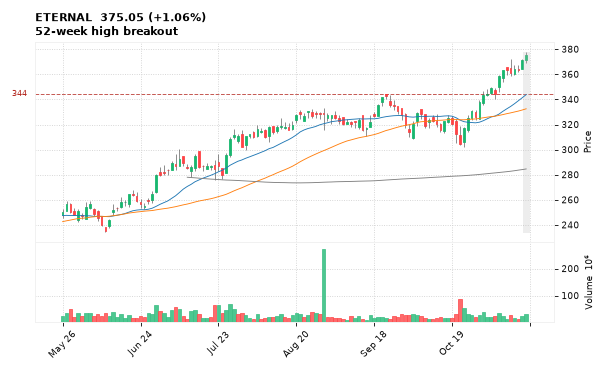 ETERNAL  375.05 (+1.06%)
52-week high breakout
380
360
344
340
320
300
280
260
240
Price
200
100
Volume 10⁴
May 26
Jun 24
Jul 23
Aug 20
Sep 18
Oct 19